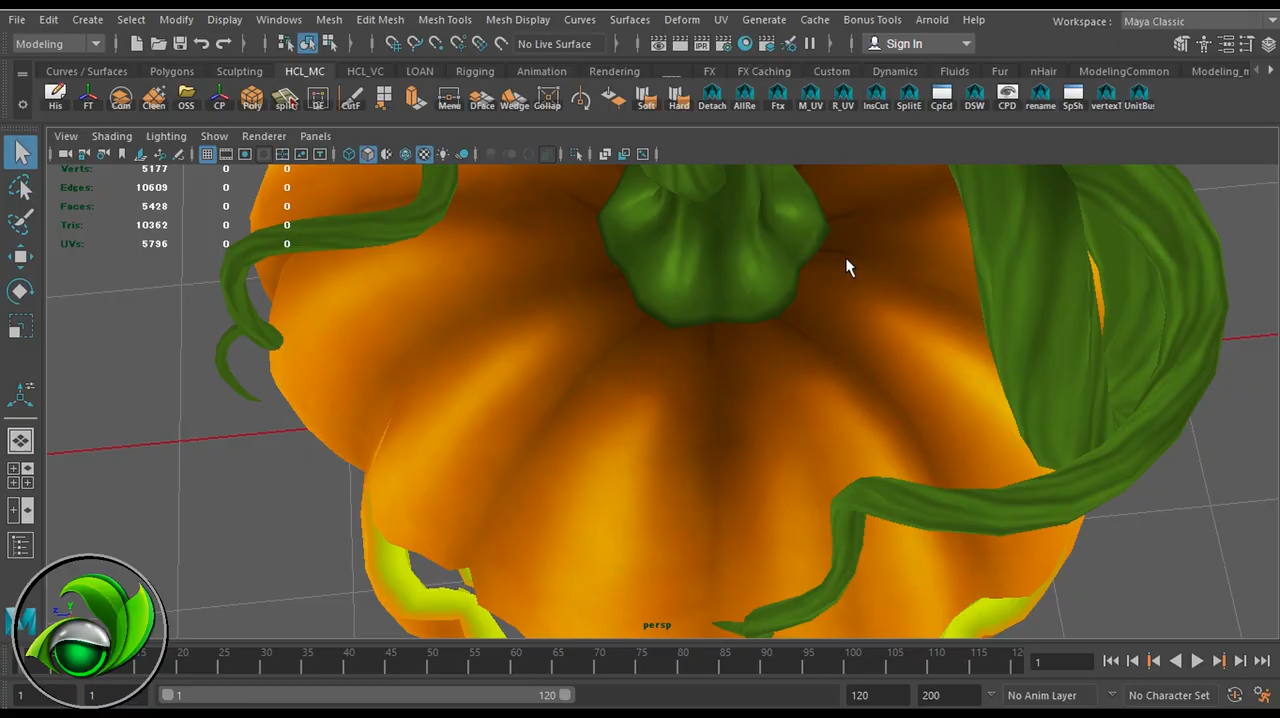 File Edit Create Select Modify Display Windows Mesh Edit Mesh Mesh Tools Mesh Display Curves Surfaces Deform UV Generate Cache Bonus Tools Arnold Help Workspace : Maya Classic
Modeling No Live Surface Sign In
Curves / Surfaces Polygons Sculpting HCL_MC HCL_VC LOAN Rigging Animation Rendering ____ FX FX Caching Custom Dynamics Fluids Fur nHair ModelingCommon
His FT Com Cleen OSS CP Poly split DE CutF Menu DFace Wedge Collap Soft Hard Detach AllRe Ftx M_UV R_UV InsCut SplitE CpEd DSW CPD rename SpSh vertexT UnitBus
View Shading Lighting Show Renderer Panels
Verts: 5177 0 0
Edges: 10609 0 0
Faces: 5428 0 0
Tris: 10362 0 0
UVs: 5796 0 0
persp
20 25 30 35 40 45 50 55 60 65 70 75 80 85 90 95 100 105 110 115 12 1
1 1 1 120 120 200 No Anim Layer No Character Set